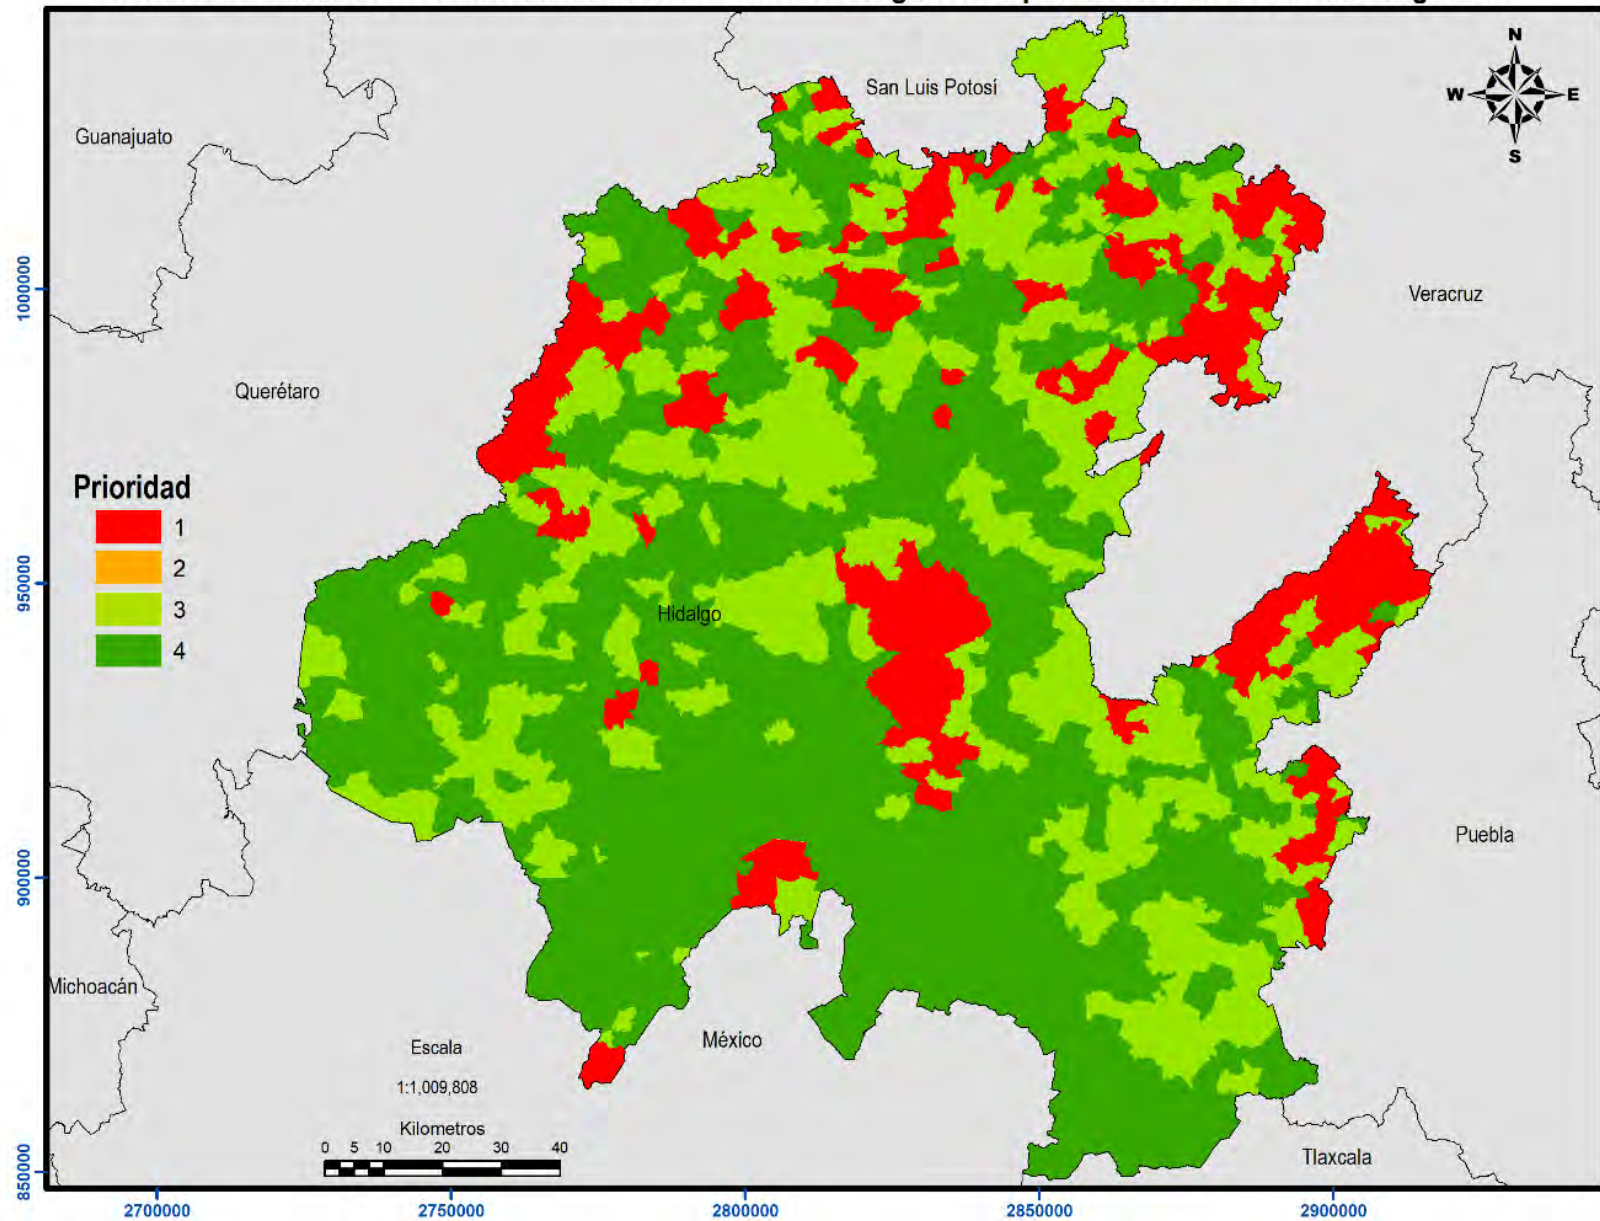 N
W E
S
San Luis Potosí
Guanajuato
Veracruz
Querétaro
Prioridad
1
2
3
4
Hidalgo
Puebla
Michoacán
México
Escala
1:1,009,808
Kilometros
0 5 10 20 30 40
Tlaxcala
1000000
950000
900000
850000
2700000 2750000 2800000 2850000 2900000